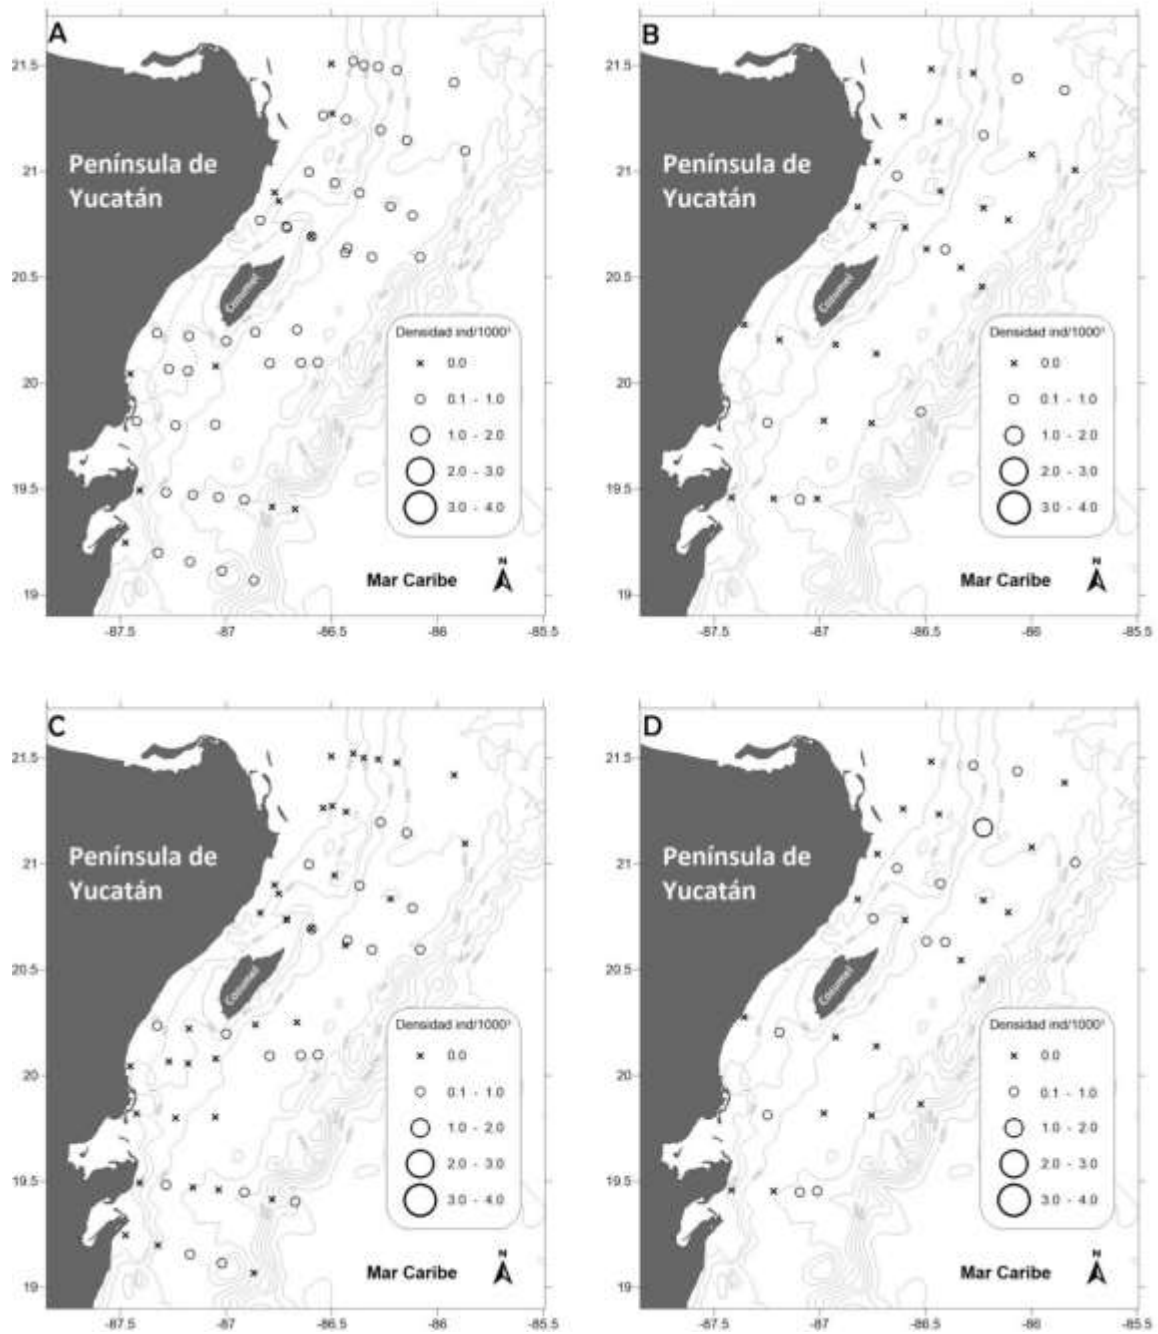 A
21.5
21
20.5
20
19.5
19
-87.5
-87
-86.5
-86
-85.5
Península de
Yucatán
Cozumel
Densidad ind/1000³
0.0
0.1 - 1.0
1.0 - 2.0
2.0 - 3.0
3.0 - 4.0
Mar Caribe
N
B
21.5
21
20.5
20
19.5
19
-87.5
-87
-86.5
-86
-85.5
Península de
Yucatán
Cozumel
Densidad ind/1000³
0.0
0.1 - 1.0
1.0 - 2.0
2.0 - 3.0
3.0 - 4.0
Mar Caribe
N
C
21.5
21
20.5
20
19.5
19
-87.5
-87
-86.5
-86
-85.5
Península de
Yucatán
Cozumel
Densidad ind/1000³
0.0
0.1 - 1.0
1.0 - 2.0
2.0 - 3.0
3.0 - 4.0
Mar Caribe
N
D
21.5
21
20.5
20
19.5
19
-87.5
-87
-86.5
-86
-85.5
Península de
Yucatán
Cozumel
Densidad ind/1000³
0.0
0.1 - 1.0
1.0 - 2.0
2.0 - 3.0
3.0 - 4.0
Mar Caribe
N